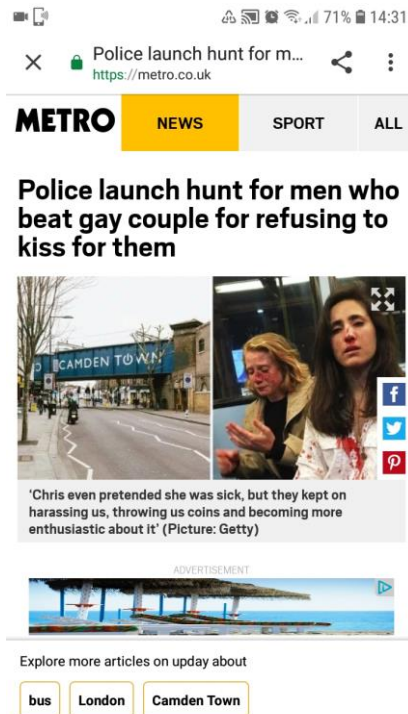 71% 14:31
Police launch hunt for m...
https://metro.co.uk
METRO NEWS SPORT ALL
Police launch hunt for men who
beat gay couple for refusing to
kiss for them
CAMDEN TOWN
'Chris even pretended she was sick, but they kept on
harassing us, throwing us coins and becoming more
enthusiastic about it' (Picture: Getty)
ADVERTISEMENT
Explore more articles on upday about
bus London Camden Town